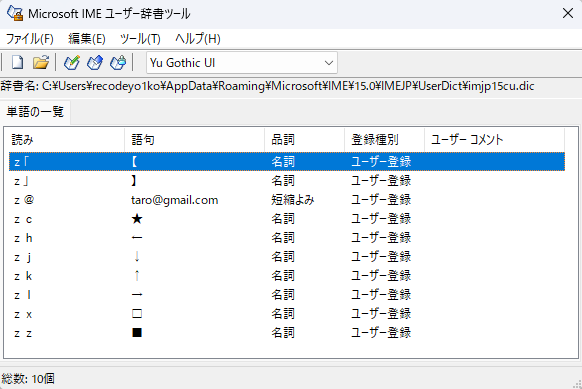 Microsoft IME ユーザー辞書ツール
ファイル(F) 編集(E) ツール(T) ヘルプ(H)
Yu Gothic UI
辞書名: C:¥Users¥recodeyo1ko¥AppData¥Roaming¥Microsoft¥IME¥15.0¥IMEJP¥UserDict¥imjp15cu.dic
単語の一覧
読み 語句 品詞 登録種別 ユーザー コメント
ｚ「 【 名詞 ユーザー登録
ｚ」 】 名詞 ユーザー登録
ｚ＠ taro@gmail.com 短縮よみ ユーザー登録
ｚｃ ★ 名詞 ユーザー登録
ｚｈ ← 名詞 ユーザー登録
ｚｊ ↓ 名詞 ユーザー登録
ｚｋ ↑ 名詞 ユーザー登録
ｚｌ → 名詞 ユーザー登録
ｚｘ □ 名詞 ユーザー登録
ｚｚ ■ 名詞 ユーザー登録
総数: 10個